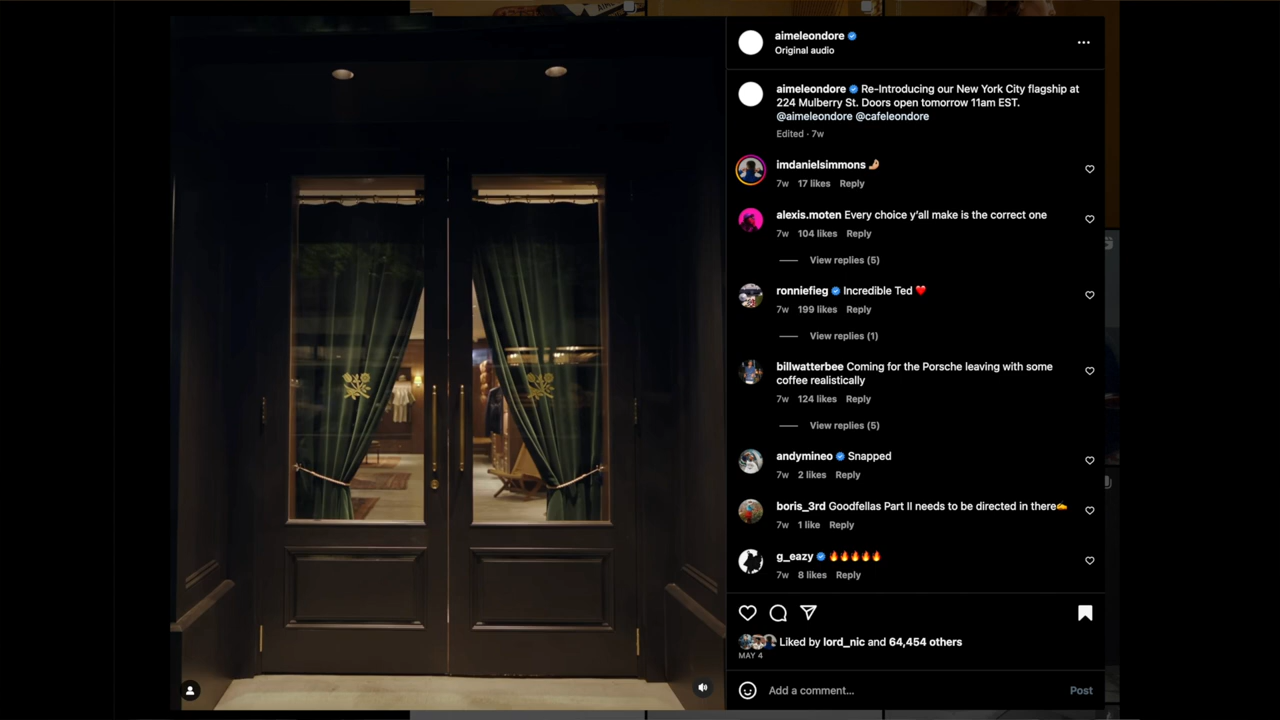 aimeleondore
Original audio
aimeleondore Re-Introducing our New York City flagship at
224 Mulberry St. Doors open tomorrow 11am EST.
@aimeleondore @cafeleondore
Edited · 7w
imdanielsimmons 🤌🏻
7w 17 likes Reply
alexis.moten Every choice y’all make is the correct one
7w 104 likes Reply
View replies (5)
ronniefieg Incredible Ted ❤️
7w 199 likes Reply
View replies (1)
billwatterbee Coming for the Porsche leaving with some
coffee realistically
7w 124 likes Reply
View replies (5)
andymineo Snapped
7w 2 likes Reply
boris_3rd Goodfellas Part II needs to be directed in there✍️
7w 1 like Reply
g_eazy 🔥🔥🔥🔥🔥
7w 8 likes Reply
Liked by lord_nic and 64,454 others
MAY 4
Add a comment...
Post